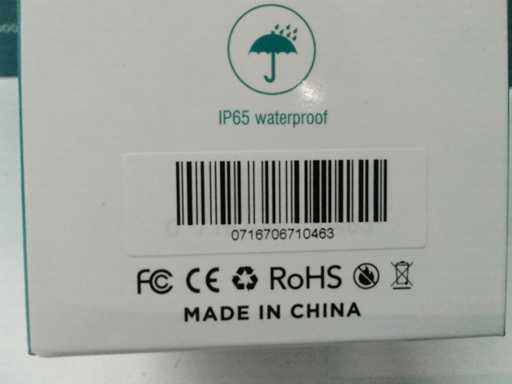 IP65 waterproof
0716706710463
FC CE RoHS
MADE IN CHINA